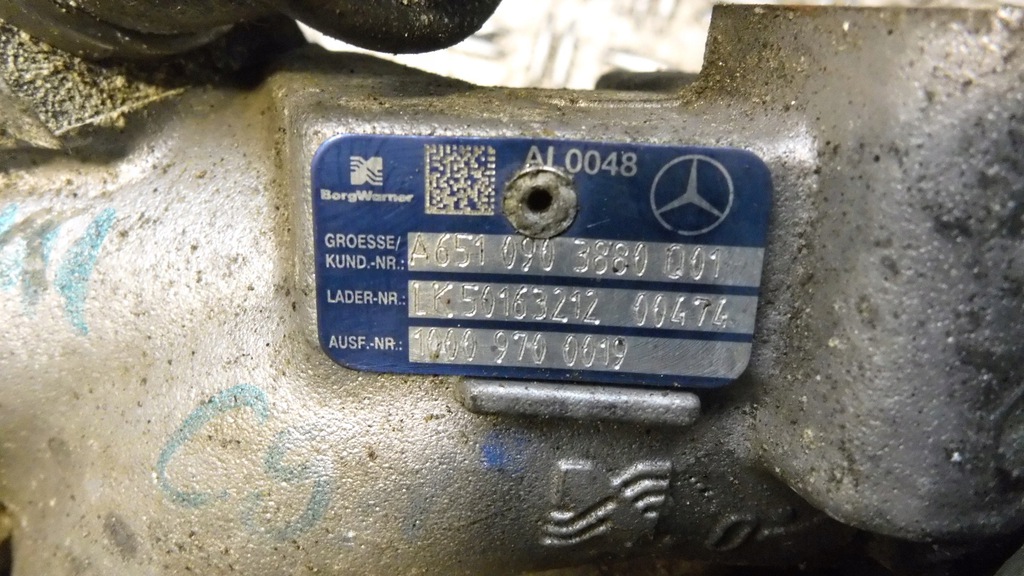 BorgWarner
AL0048
GROESSE/
KUND.-NR.: A651 090 3880 Q01
LADER-NR.: LK 50163212 00474
AUSF.-NR.: 1000 970 0019